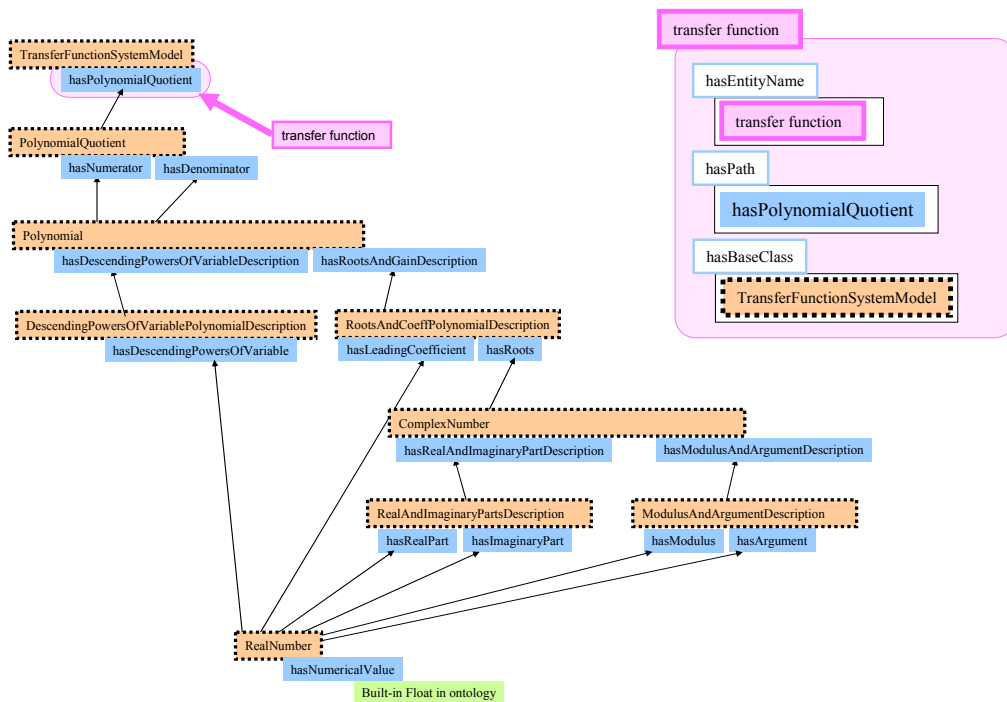 TransferFunctionSystemModel
hasPolynomialQuotient
transfer function
PolynomialQuotient
hasNumerator
hasDenominator
Polynomial
hasDescendingPowersOfVariableDescription
hasRootsAndGainDescription
DescendingPowersOfVariablePolynomialDescription
RootsAndCoeffPolynomialDescription
hasDescendingPowersOfVariable
hasLeadingCoefficient
hasRoots
ComplexNumber
hasRealAndImaginaryPartDescription
hasModulusAndArgumentDescription
RealAndImaginaryPartsDescription
ModulusAndArgumentDescription
hasRealPart
hasImaginaryPart
hasModulus
hasArgument
RealNumber
hasNumericalValue
Built-in Float in ontology
transfer function
hasEntityName
transfer function
hasPath
hasPolynomialQuotient
hasBaseClass
TransferFunctionSystemModel